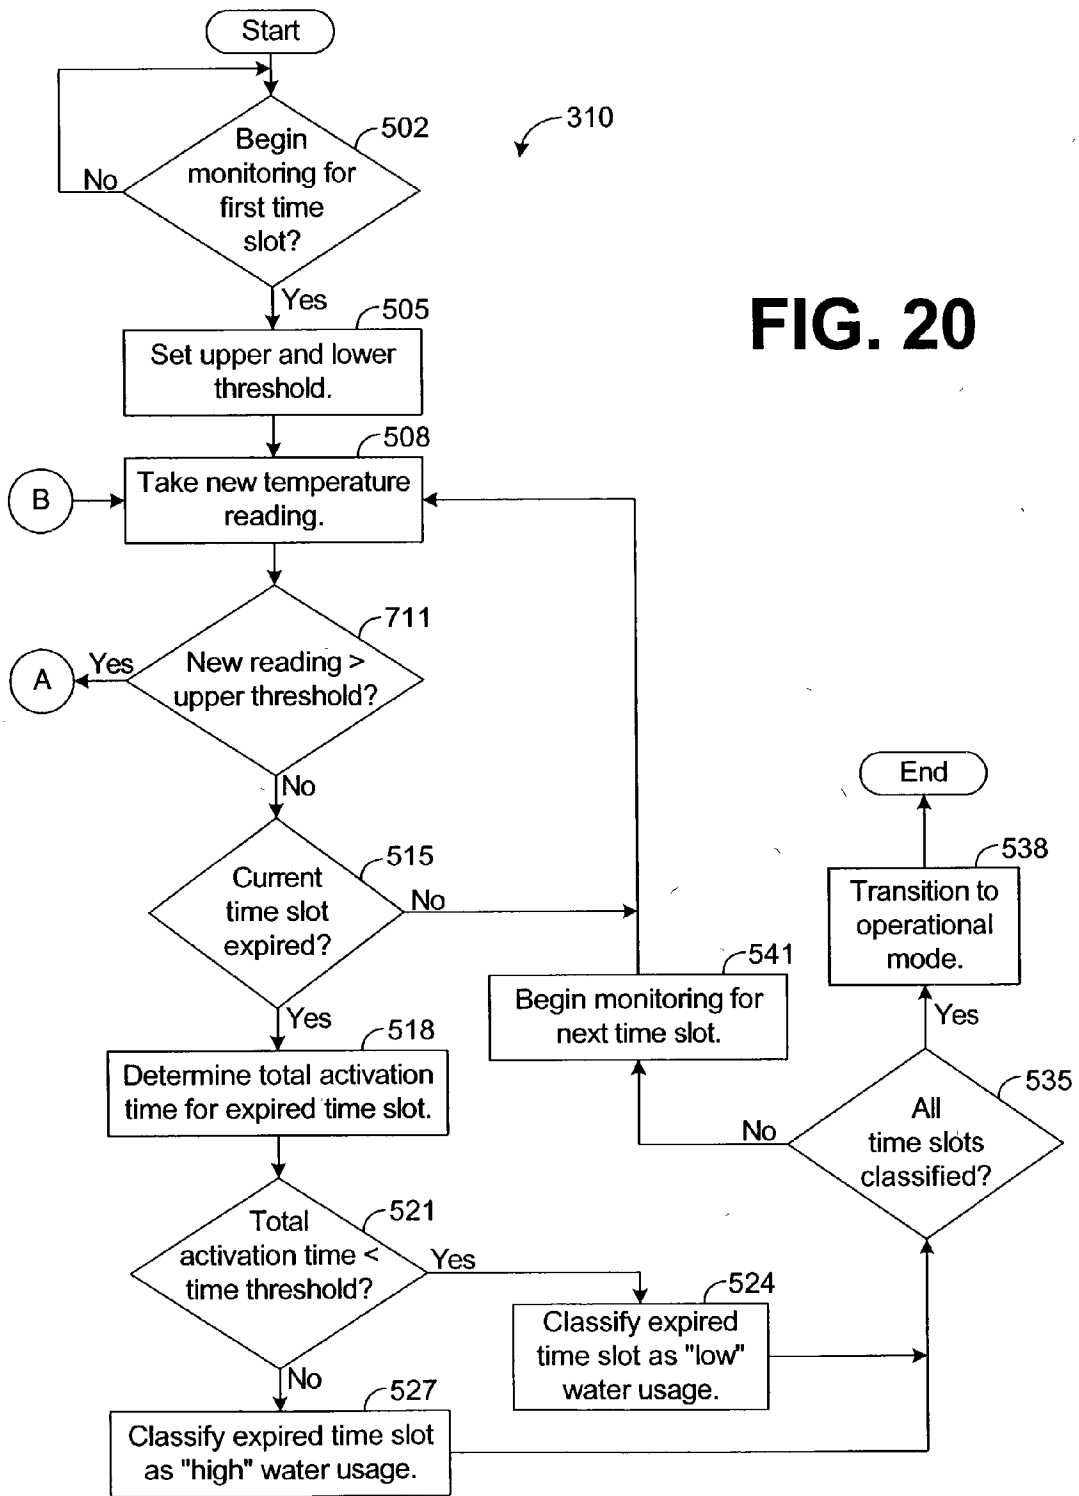 Start
502
310
Begin
monitoring for
first time
slot?
No
Yes
FIG. 20
505
Set upper and lower
threshold.
508
B
Take new temperature
reading.
711
A
Yes
New reading >
upper threshold?
No
End
515
Current
time slot
expired?
No
538
Transition to
operational
mode.
541
Begin monitoring for
next time slot.
Yes
Yes
518
Determine total activation
time for expired time slot.
535
All
time slots
classified?
No
521
Total
activation time <
time threshold?
Yes
524
Classify expired
time slot as "low"
water usage.
No
527
Classify expired time slot
as "high" water usage.